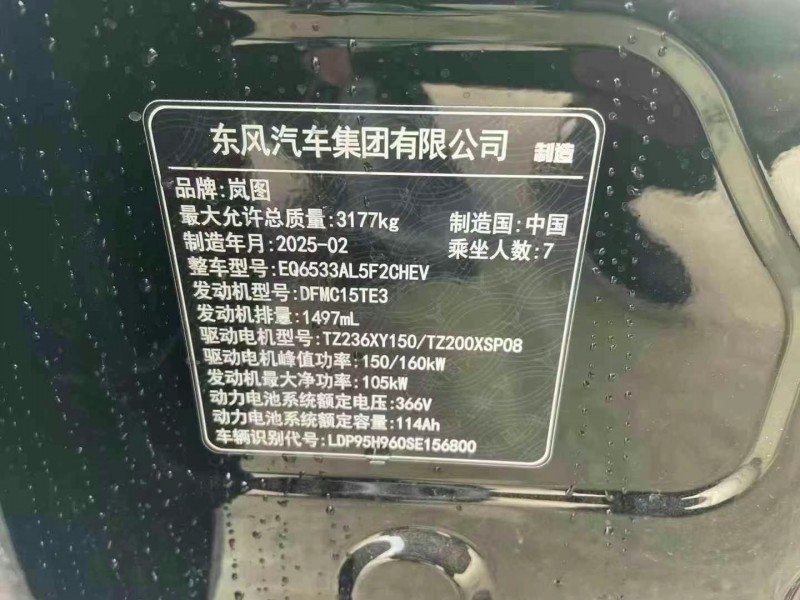 东风汽车集团有限公司 制造
品牌:岚图
最大允许总质量:3177kg 制造国:中国
制造年月:2025-02 乘坐人数:7
整车型号:EQ6533AL5F2CHEV
发动机型号:DFMC15TE3
发动机排量:1497mL
驱动电机型号:TZ236XY150/TZ200XSP08
驱动电机峰值功率:150/160kW
发动机最大净功率:105kW
动力电池系统额定电压:366V
动力电池系统额定容量:114Ah
车辆识别代号:LDP95H960SE156800